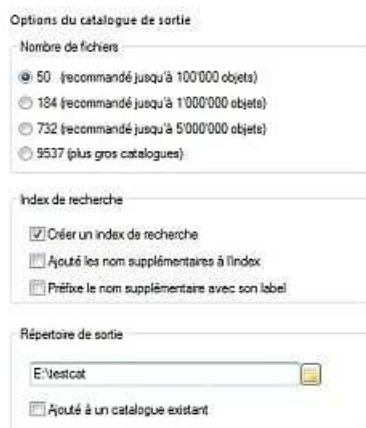 Options du catalogue de sortie
Nombre de fichiers
50 (recommandé jusqu'à 100'000 objets)
184 (recommandé jusqu'à 1'000'000 objets)
732 (recommandé jusqu'à 5'000'000 objets)
9537 (plus gros catalogues)
Index de recherche
Créer un index de recherche
Ajouté les nom supplémentaires à l'index
Préfixe le nom supplémentaire avec son label
Répertoire de sortie
E:\testcat
Ajouté à un catalogue existant